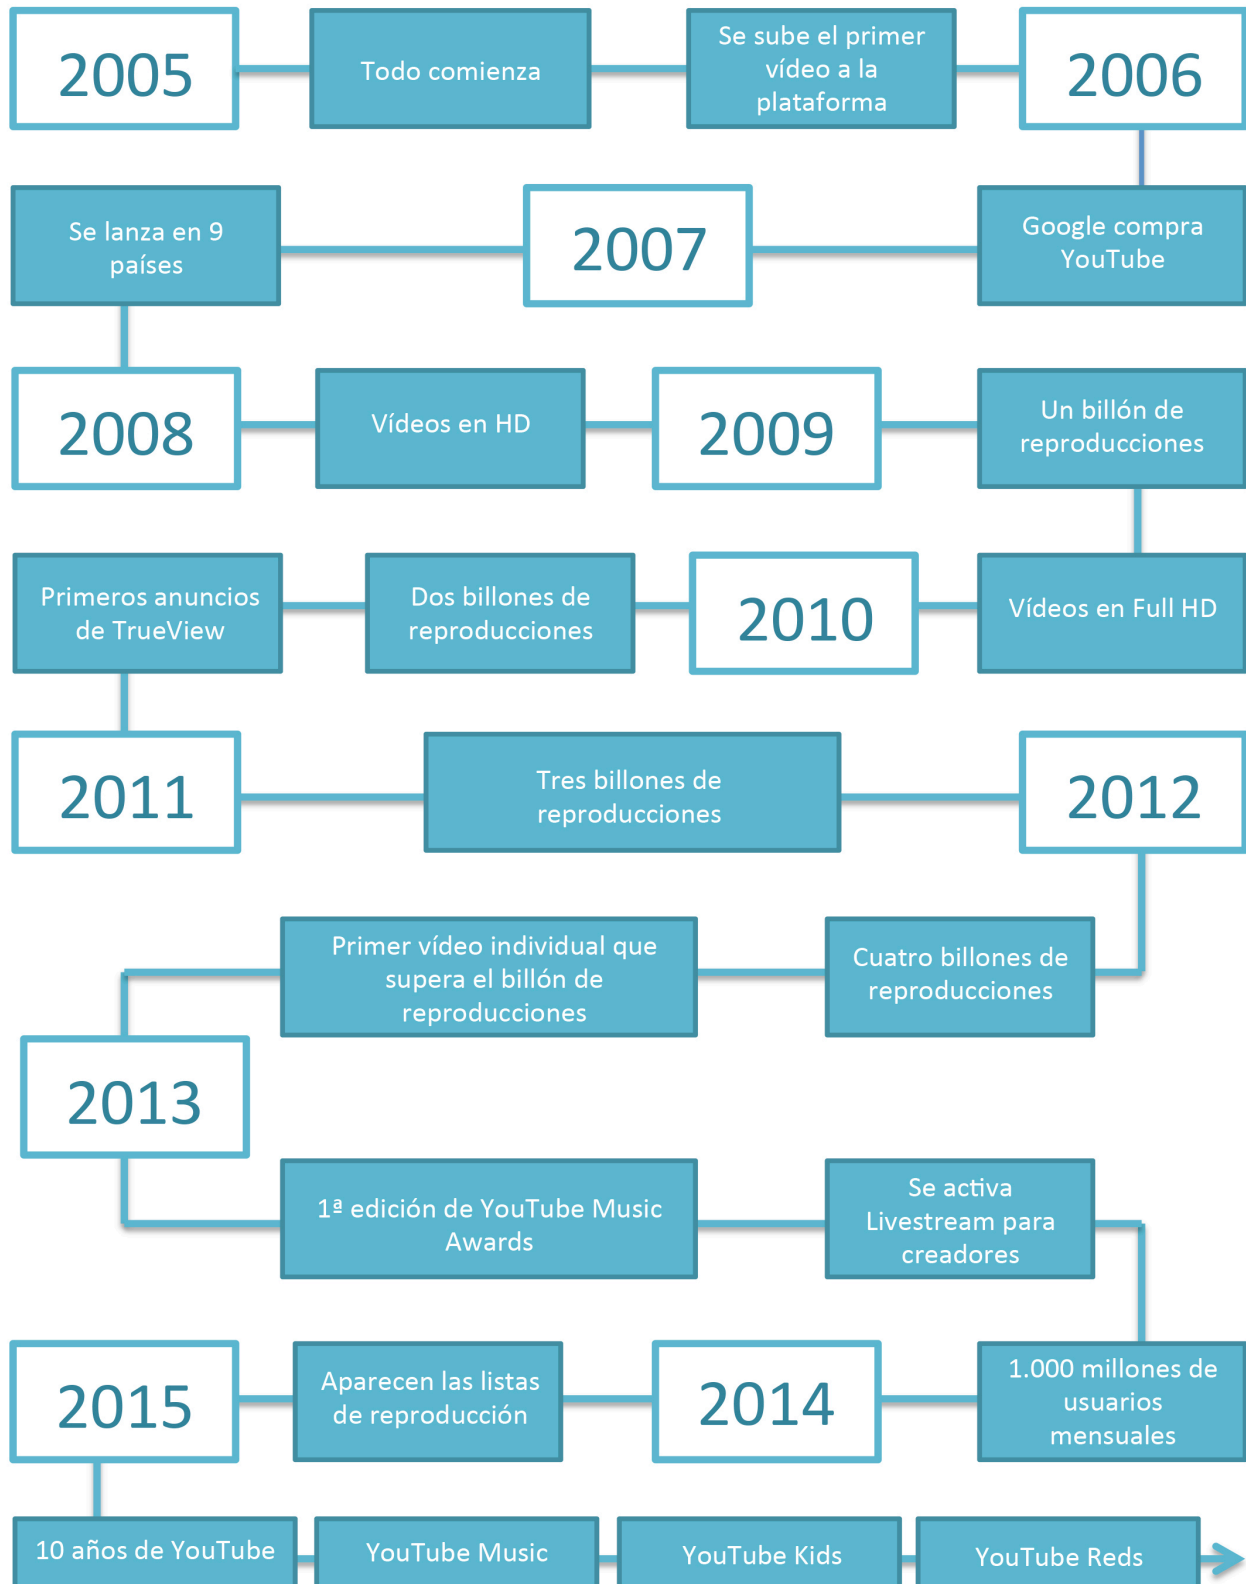 2005
Todo comienza
Se sube el primer
vídeo a la
plataforma
2006
Google compra
YouTube
2007
Se lanza en 9
países
2008
Vídeos en HD
2009
Un billón de
reproducciones
Vídeos en Full HD
2010
Dos billones de
reproducciones
Primeros anuncios
de TrueView
2011
Tres billones de
reproducciones
2012
Cuatro billones de
reproducciones
Primer vídeo individual que
supera el billón de
reproducciones
2013
1ª edición de YouTube Music
Awards
Se activa
Livestream para
creadores
1.000 millones de
usuarios
mensuales
2014
Aparecen las listas
de reproducción
2015
10 años de YouTube
YouTube Music
YouTube Kids
YouTube Reds